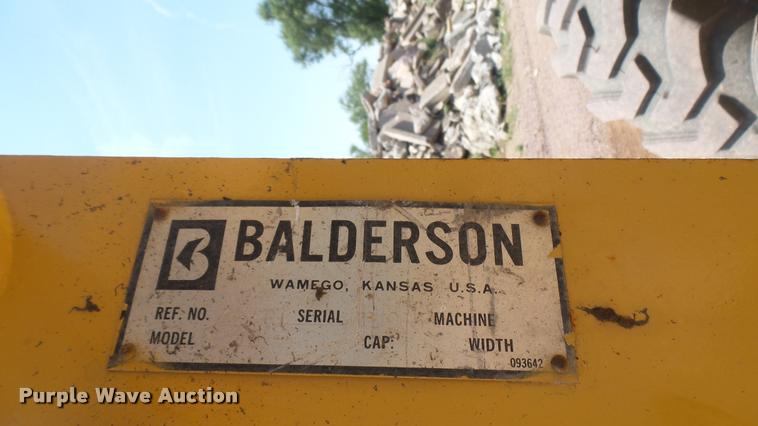 B BALDERSON
WAMEGO, KANSAS U.S.A.
REF. NO. SERIAL MACHINE
MODEL CAP: WIDTH
093642
Purple Wave Auction